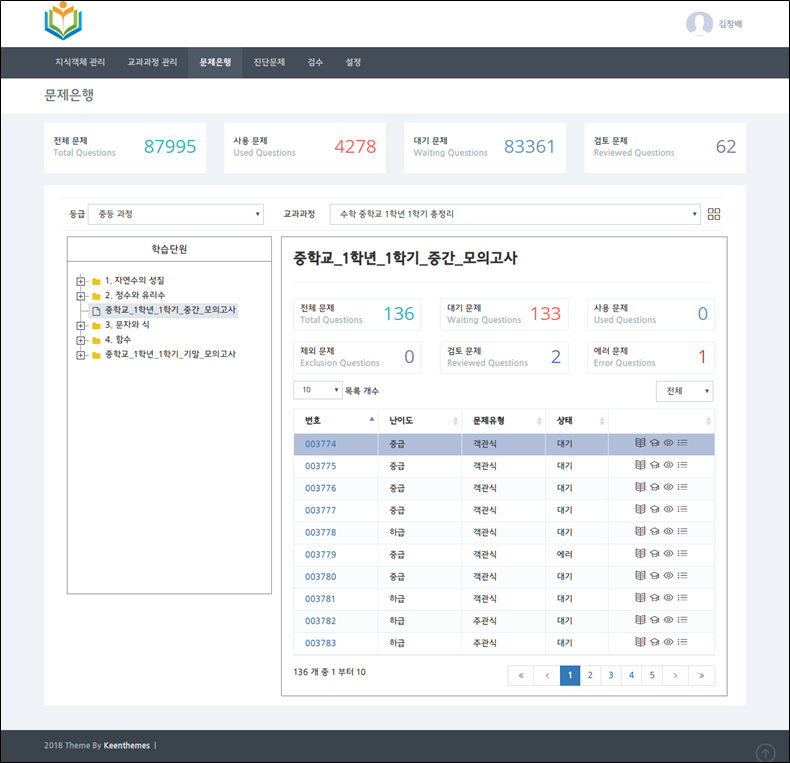 김창배
지식객체 관리 교과과정 관리 문제은행 진단문제 검수 설정
문제은행
전체 문제
Total Questions
87995
사용 문제
Used Questions
4278
대기 문제
Waiting Questions
83361
검토 문제
Reviewed Questions
62
등급 중등 과정 교과과정 수학 중학교 1학년 1학기 총정리
학습단원
1. 자연수의 성질
2. 정수와 유리수
중학교_1학년_1학기_중간_모의고사
3. 문자와 식
4. 함수
중학교_1학년_1학기_기말_모의고사
중학교_1학년_1학기_중간_모의고사
전체 문제
Total Questions
136
대기 문제
Waiting Questions
133
사용 문제
Used Questions
0
제외 문제
Exclusion Questions
0
검토 문제
Reviewed Questions
2
에러 문제
Error Questions
1
10 목록 개수 전체
번호 난이도 문제유형 상태
003774 중급 객관식 대기
003775 중급 객관식 대기
003776 중급 객관식 대기
003777 중급 객관식 대기
003778 하급 객관식 대기
003779 중급 객관식 에러
003780 중급 객관식 대기
003781 하급 객관식 대기
003782 하급 주관식 대기
003783 하급 주관식 대기
136 개 중 1 부터 10
« ‹ 1 2 3 4 5 › »
2018 Theme By Keenthemes |